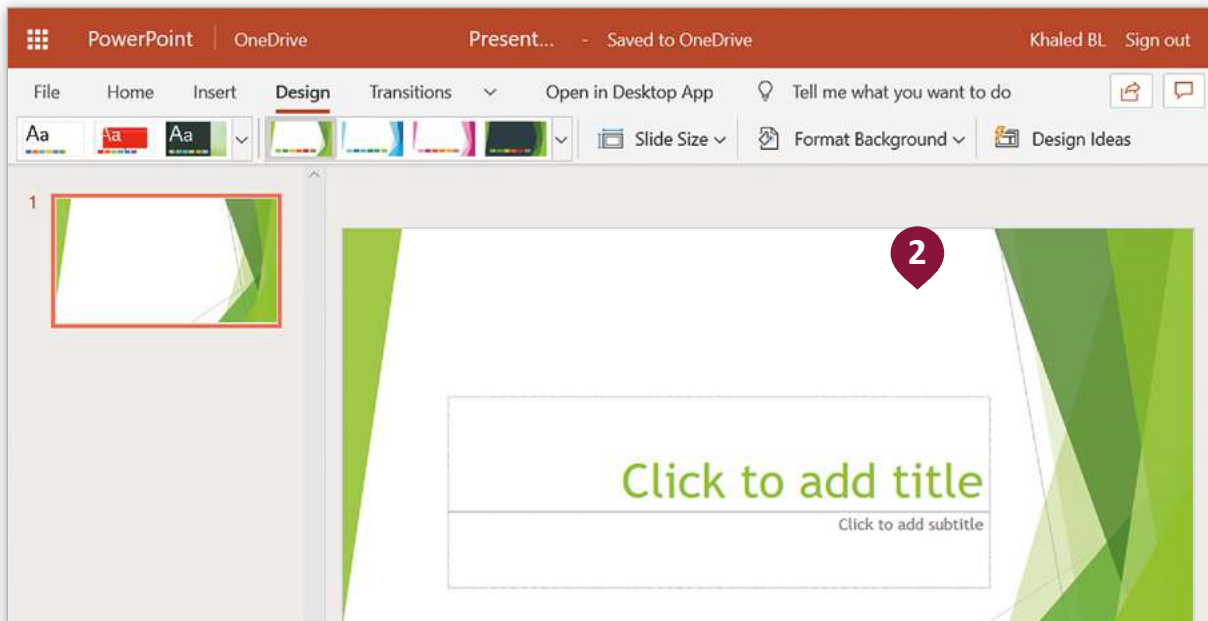 PowerPoint OneDrive Present... - Saved to OneDrive Khaled BL Sign out
File Home Insert Design Transitions Open in Desktop App Tell me what you want to do
Aa Aa Aa Slide Size Format Background Design Ideas
1
2
Click to add title
Click to add subtitle